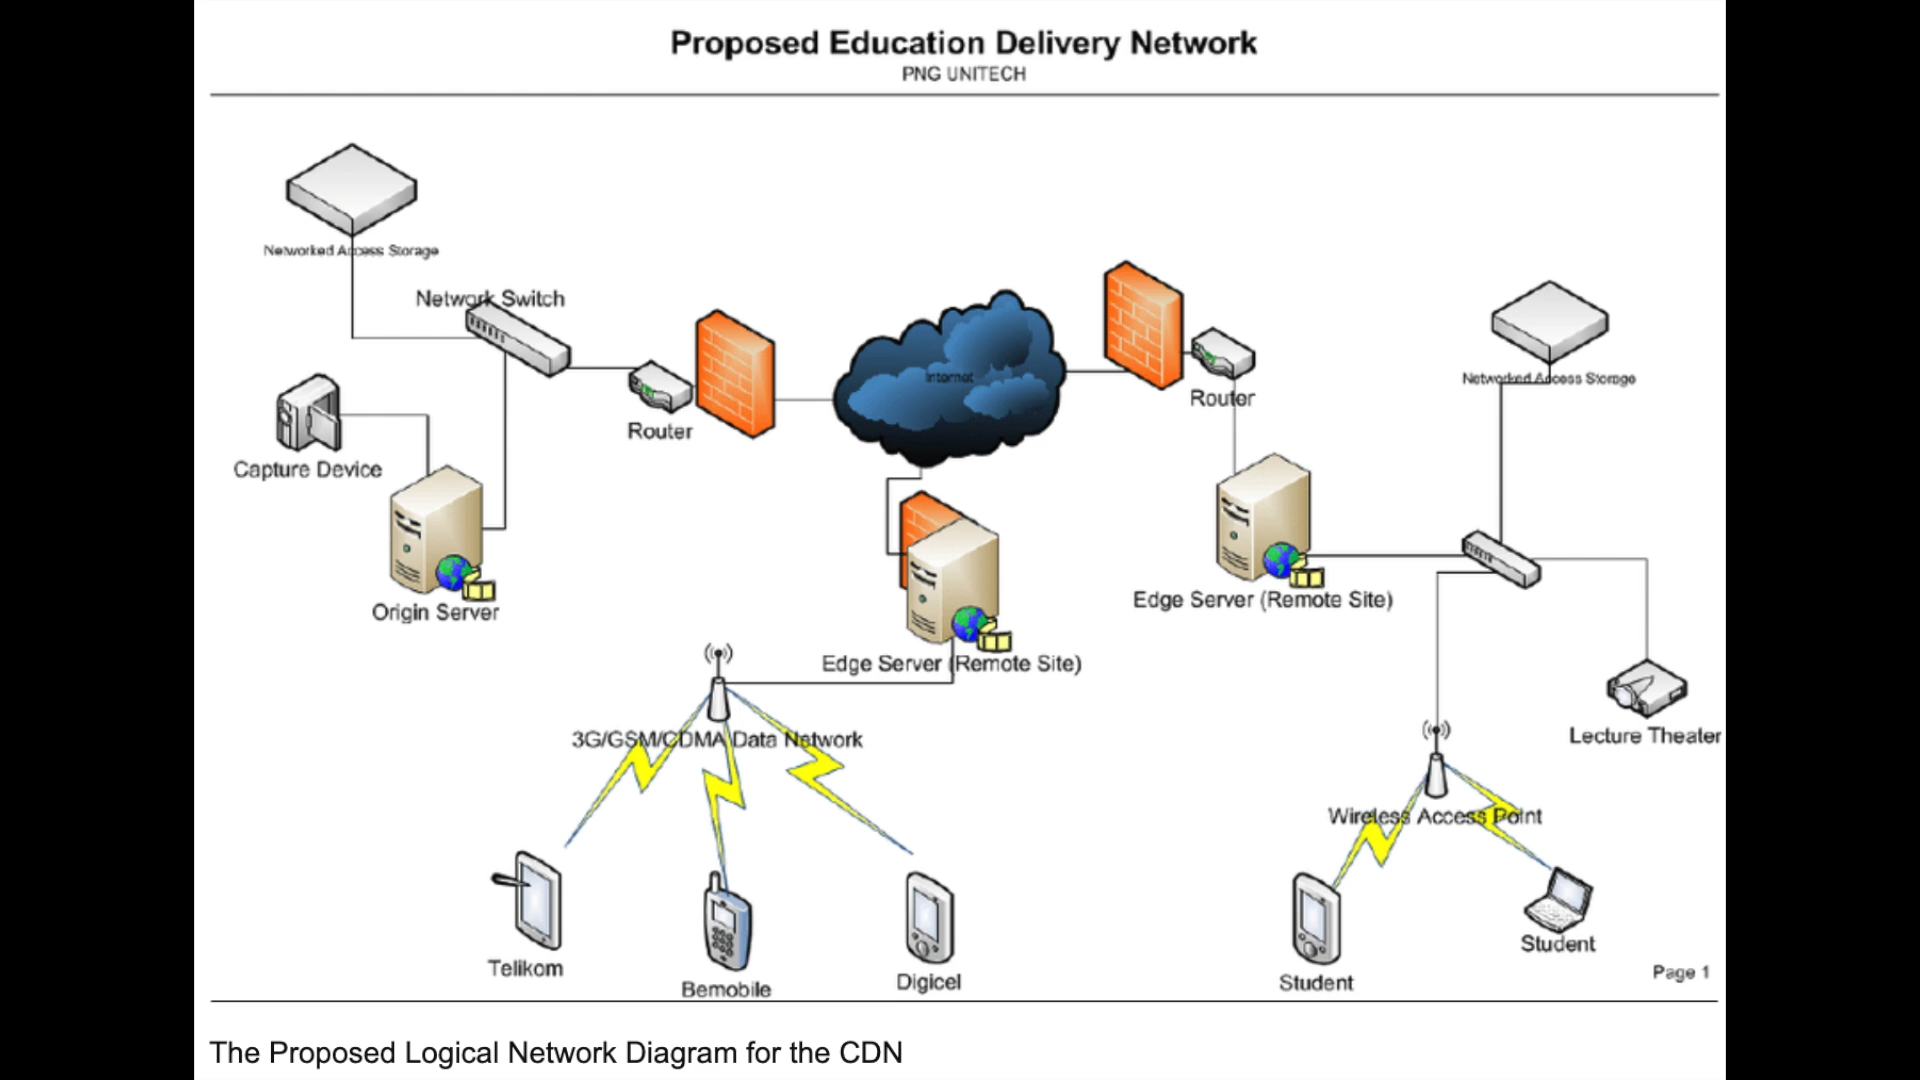 Proposed Education Delivery Network
PNG UNITECH
Networked Access Storage
Network Switch
Router
Capture Device
Origin Server
Internet
Router
Networked Access Storage
Edge Server (Remote Site)
Edge Server (Remote Site)
3G/GSM/CDMA Data Network
Lecture Theater
Wireless Access Point
Telikom
Bemobile
Digicel
Student
Student
Page 1
The Proposed Logical Network Diagram for the CDN